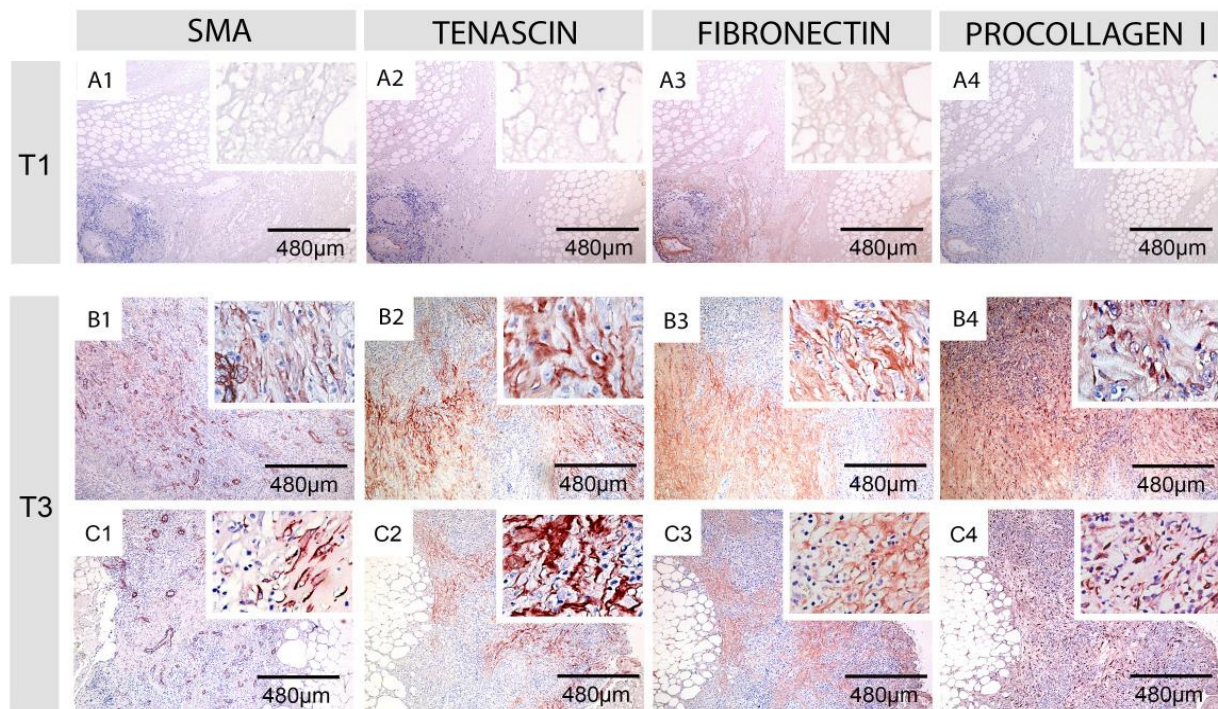 SMA TENASCIN FIBRONECTIN PROCOLLAGEN I
T1
A1 A2 A3 A4
480µm 480µm 480µm 480µm
T3
B1 B2 B3 B4
480µm 480µm 480µm 480µm
C1 C2 C3 C4
480µm 480µm 480µm 480µm